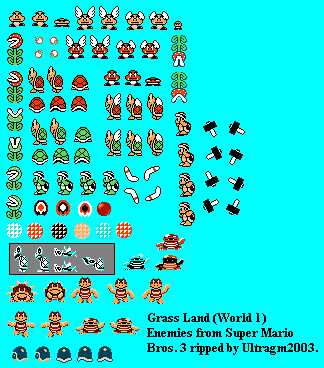 Grass Land (World 1)
Enemies from Super Mario
Bros. 3 ripped by Ultragm2003.